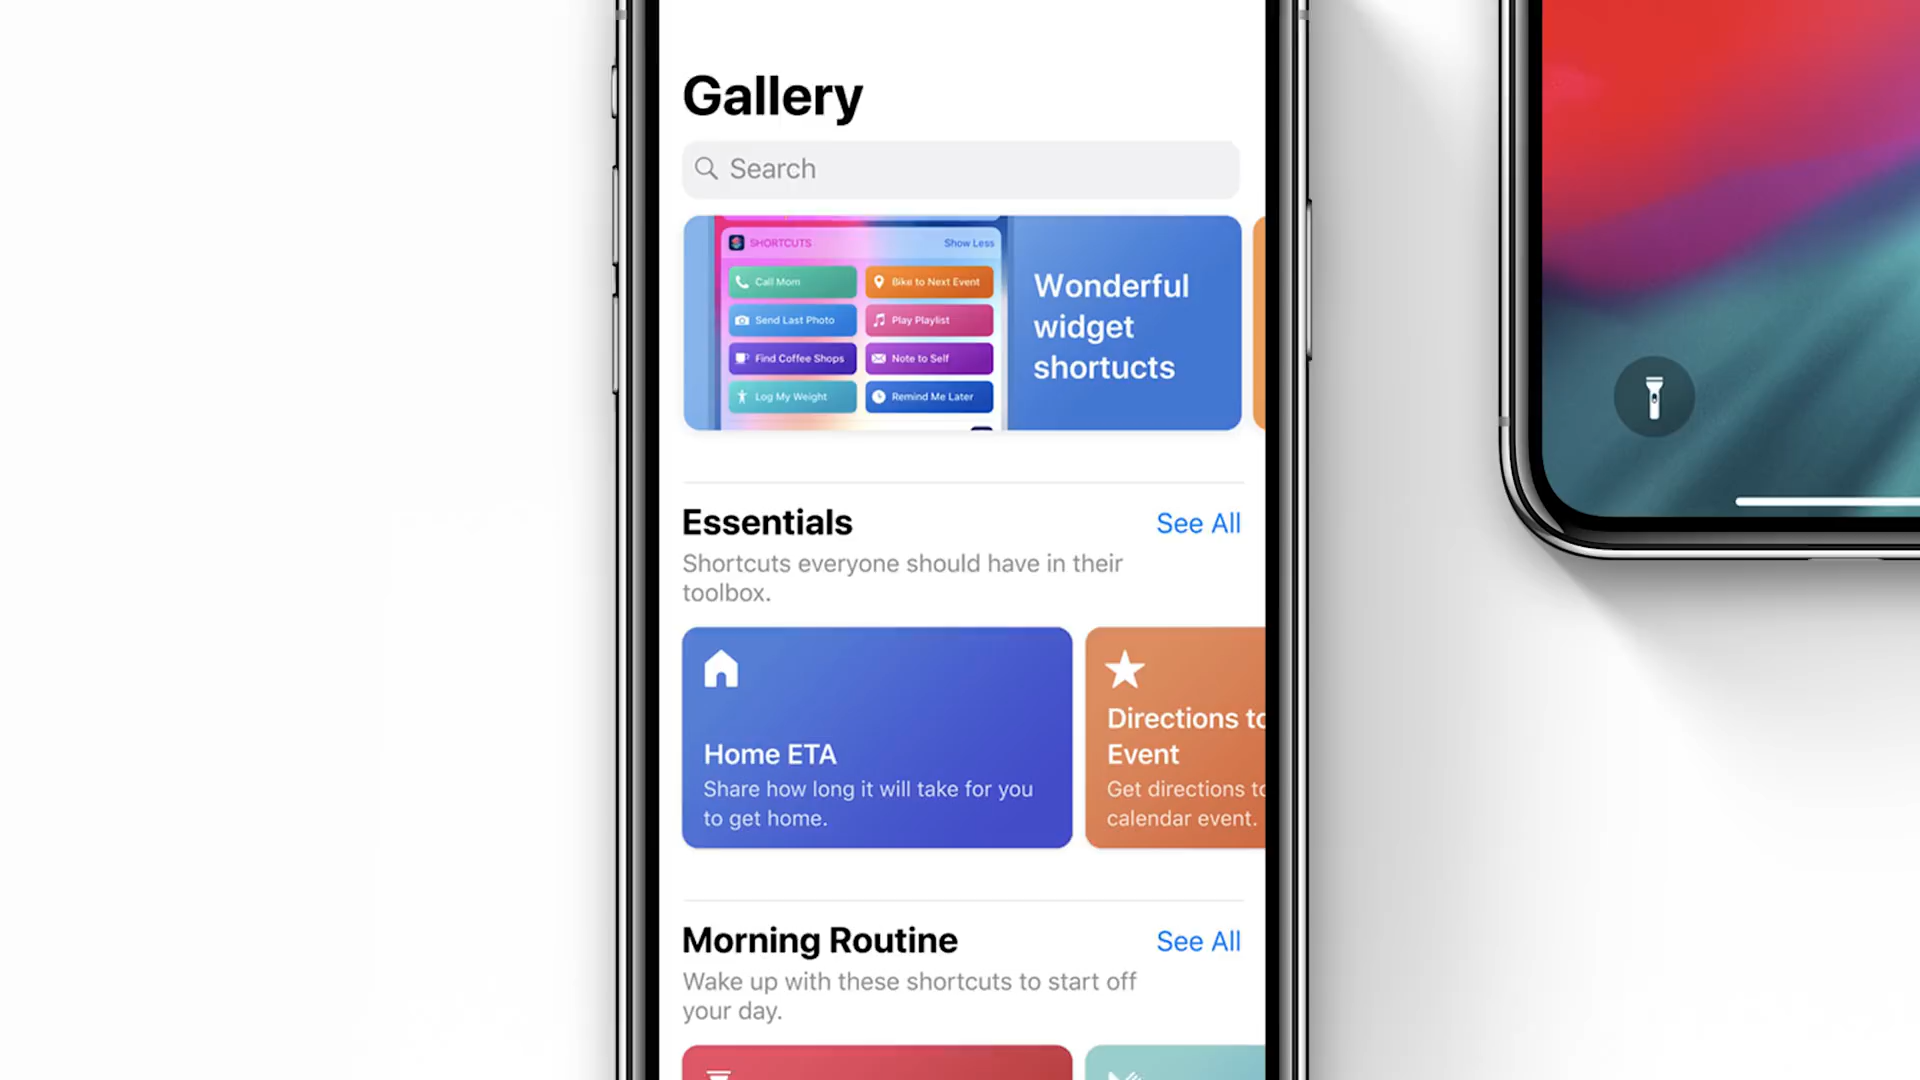 Gallery
Search
SHORTCUTS
Show Less
Call Mom
Bike to Next Event
Send Last Photo
Play Playlist
Find Coffee Shops
Note to Self
Log My Weight
Remind Me Later
Wonderful
widget
shortucts
Essentials
See All
Shortcuts everyone should have in their
toolbox.
Home ETA
Share how long it will take for you
to get home.
Directions to
Event
Get directions to
calendar event.
Morning Routine
See All
Wake up with these shortcuts to start off
your day.